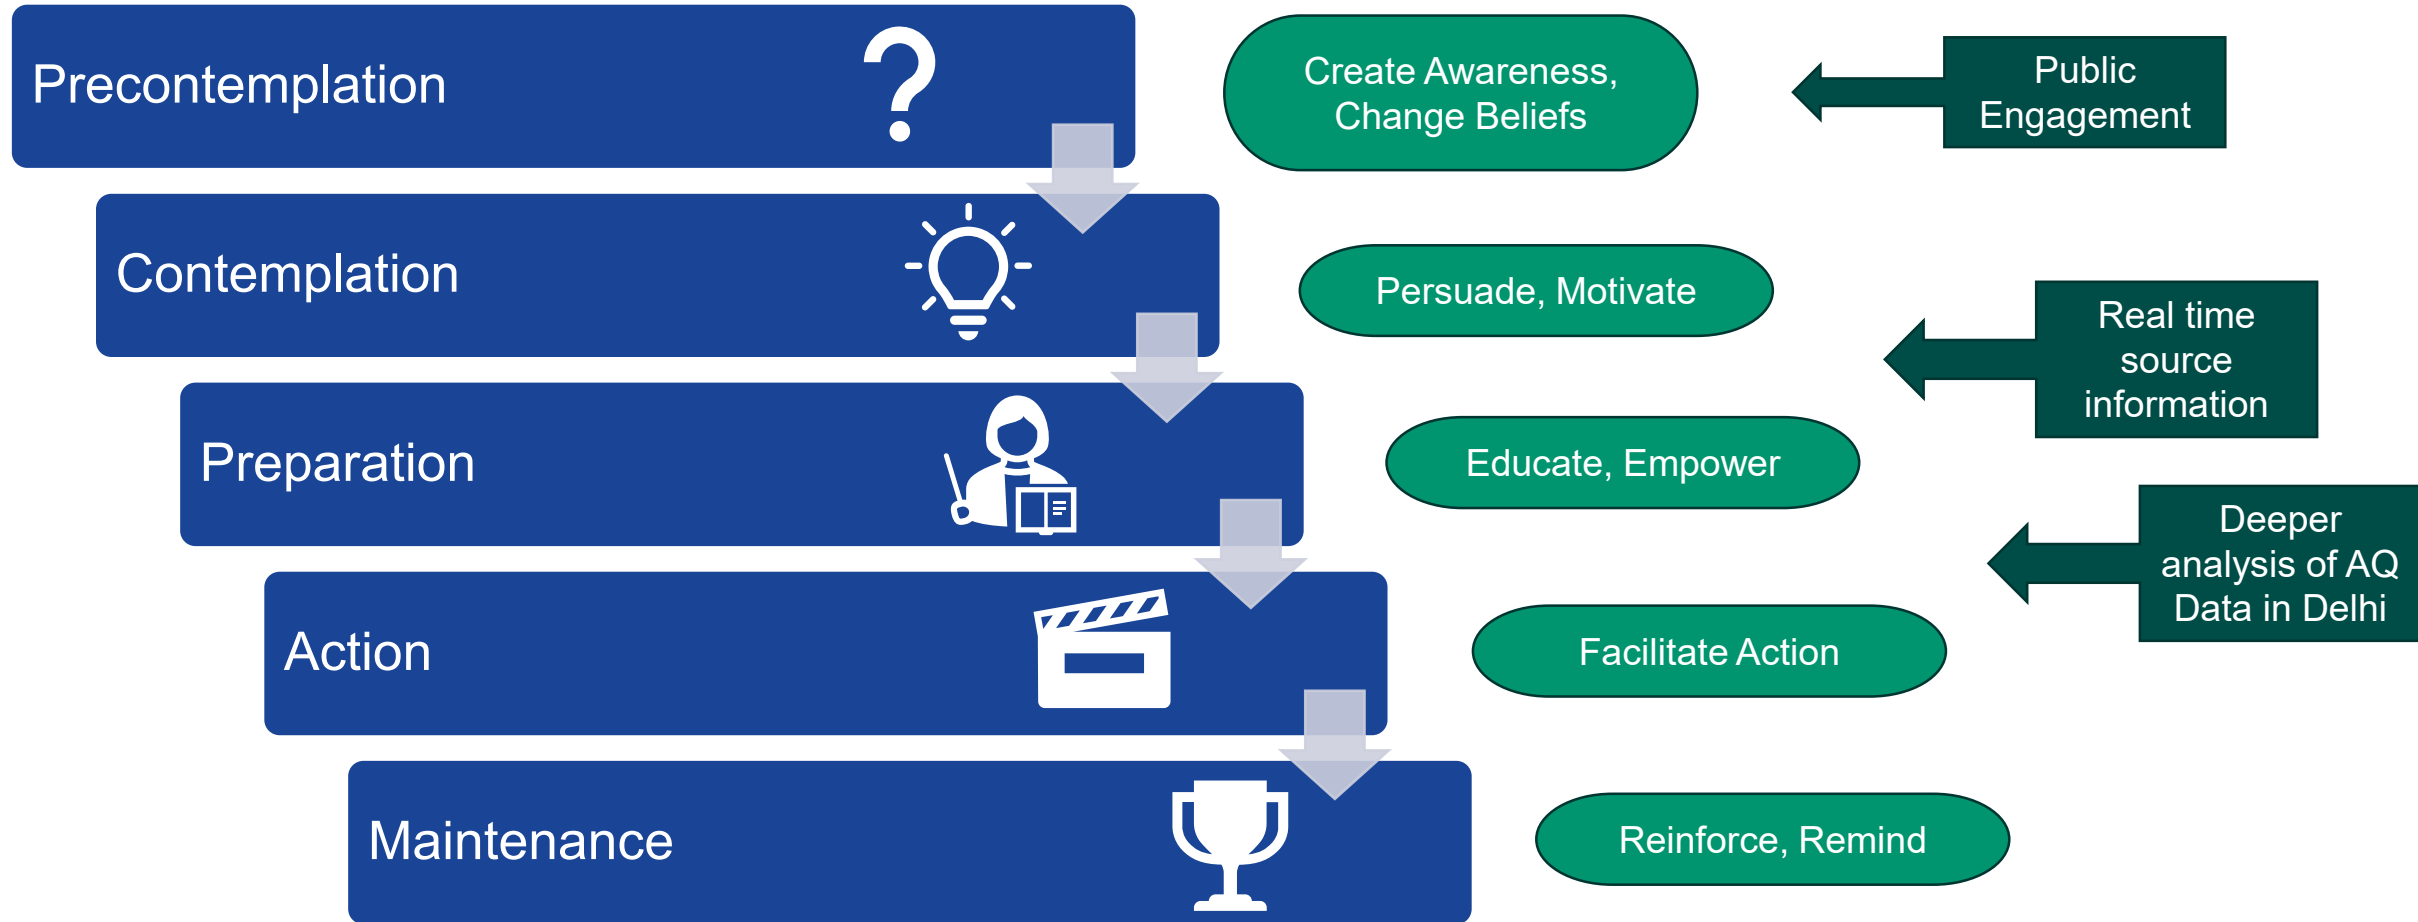 Precontemplation
Create Awareness,
Change Beliefs
Public
Engagement
Contemplation
Persuade, Motivate
Real time
source
information
Preparation
Educate, Empower
Deeper
analysis of AQ
Data in Delhi
Action
Facilitate Action
Maintenance
Reinforce, Remind